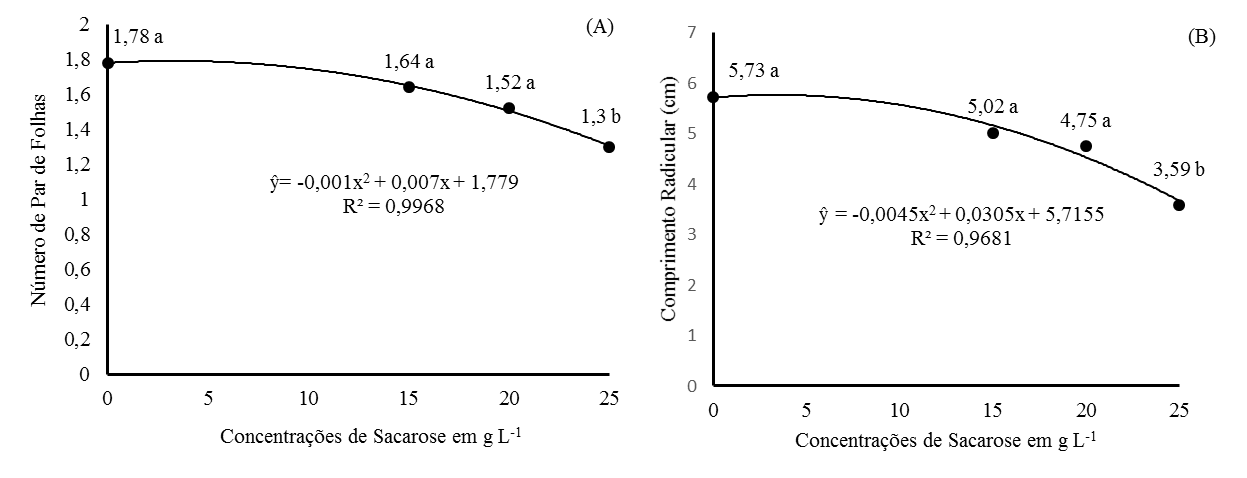 (A)
Número de Par de Folhas
2
1,8
1,6
1,4
1,2
1
0,8
0,6
0,4
0,2
0
1,78 a
1,64 a
1,52 a
1,3 b
ŷ= -0,001x² + 0,007x + 1,779
R² = 0,9968
0 5 10 15 20 25
Concentrações de Sacarose em g L⁻¹
(B)
Comprimento Radicular (cm)
7
6
5
4
3
2
1
0
5,73 a
5,02 a
4,75 a
3,59 b
ŷ = -0,0045x² + 0,0305x + 5,7155
R² = 0,9681
0 5 10 15 20 25
Concentrações de Sacarose em g L⁻¹